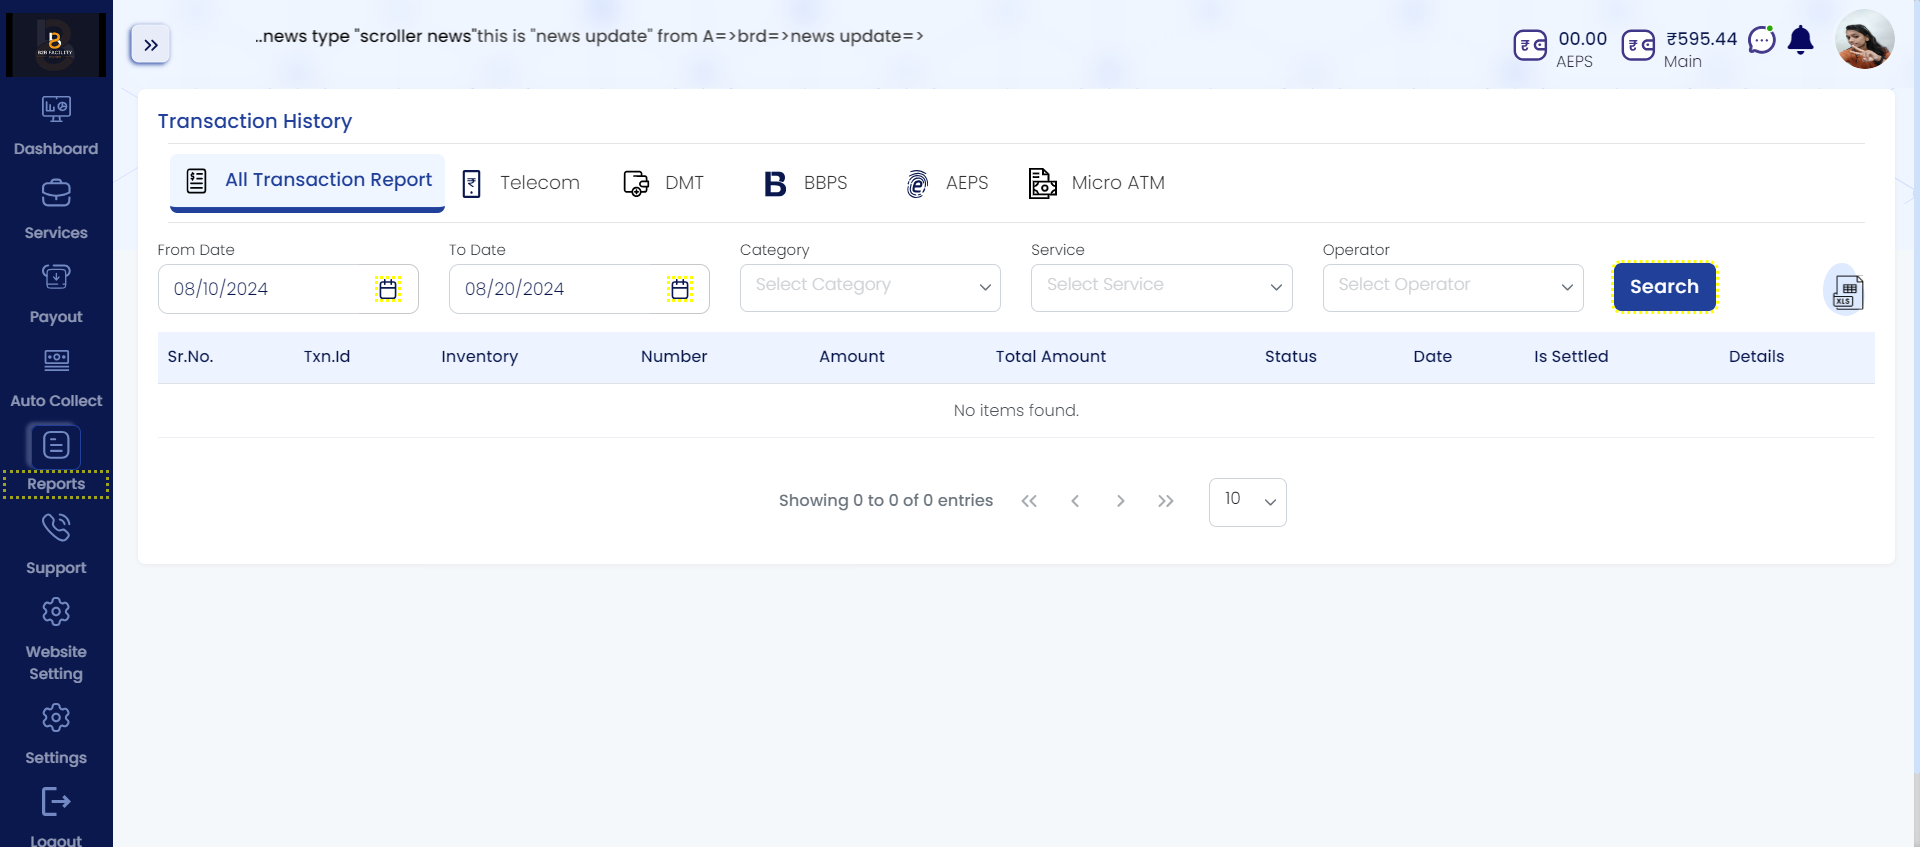 B2B FACILITY
..news type "scroller news"this is "news update" from A=>brd=>news update=>
00.00
AEPS
₹595.44
Main
Dashboard
Services
Payout
Auto Collect
Reports
Support
Website
Setting
Settings
Logout
Transaction History
All Transaction Report
Telecom
DMT
BBPS
AEPS
Micro ATM
From Date
To Date
Category
Service
Operator
08/10/2024
08/20/2024
Select Category
Select Service
Select Operator
Search
XLS
Sr.No. Txn.Id Inventory Number Amount Total Amount Status Date Is Settled Details
No items found.
Showing 0 to 0 of 0 entries
10